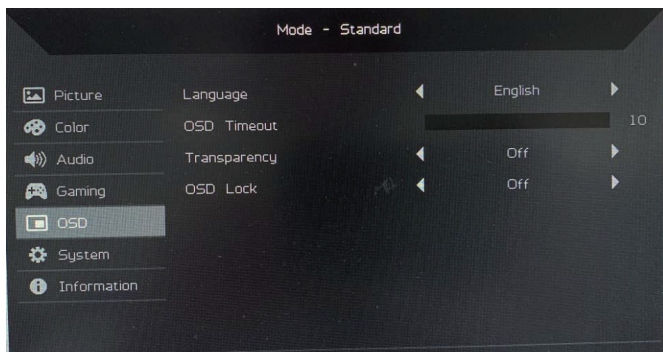 Mode - Standard
Picture
Color
Audio
Gaming
OSD
System
Information
Language English
OSD Timeout 10
Transparency Off
OSD Lock Off